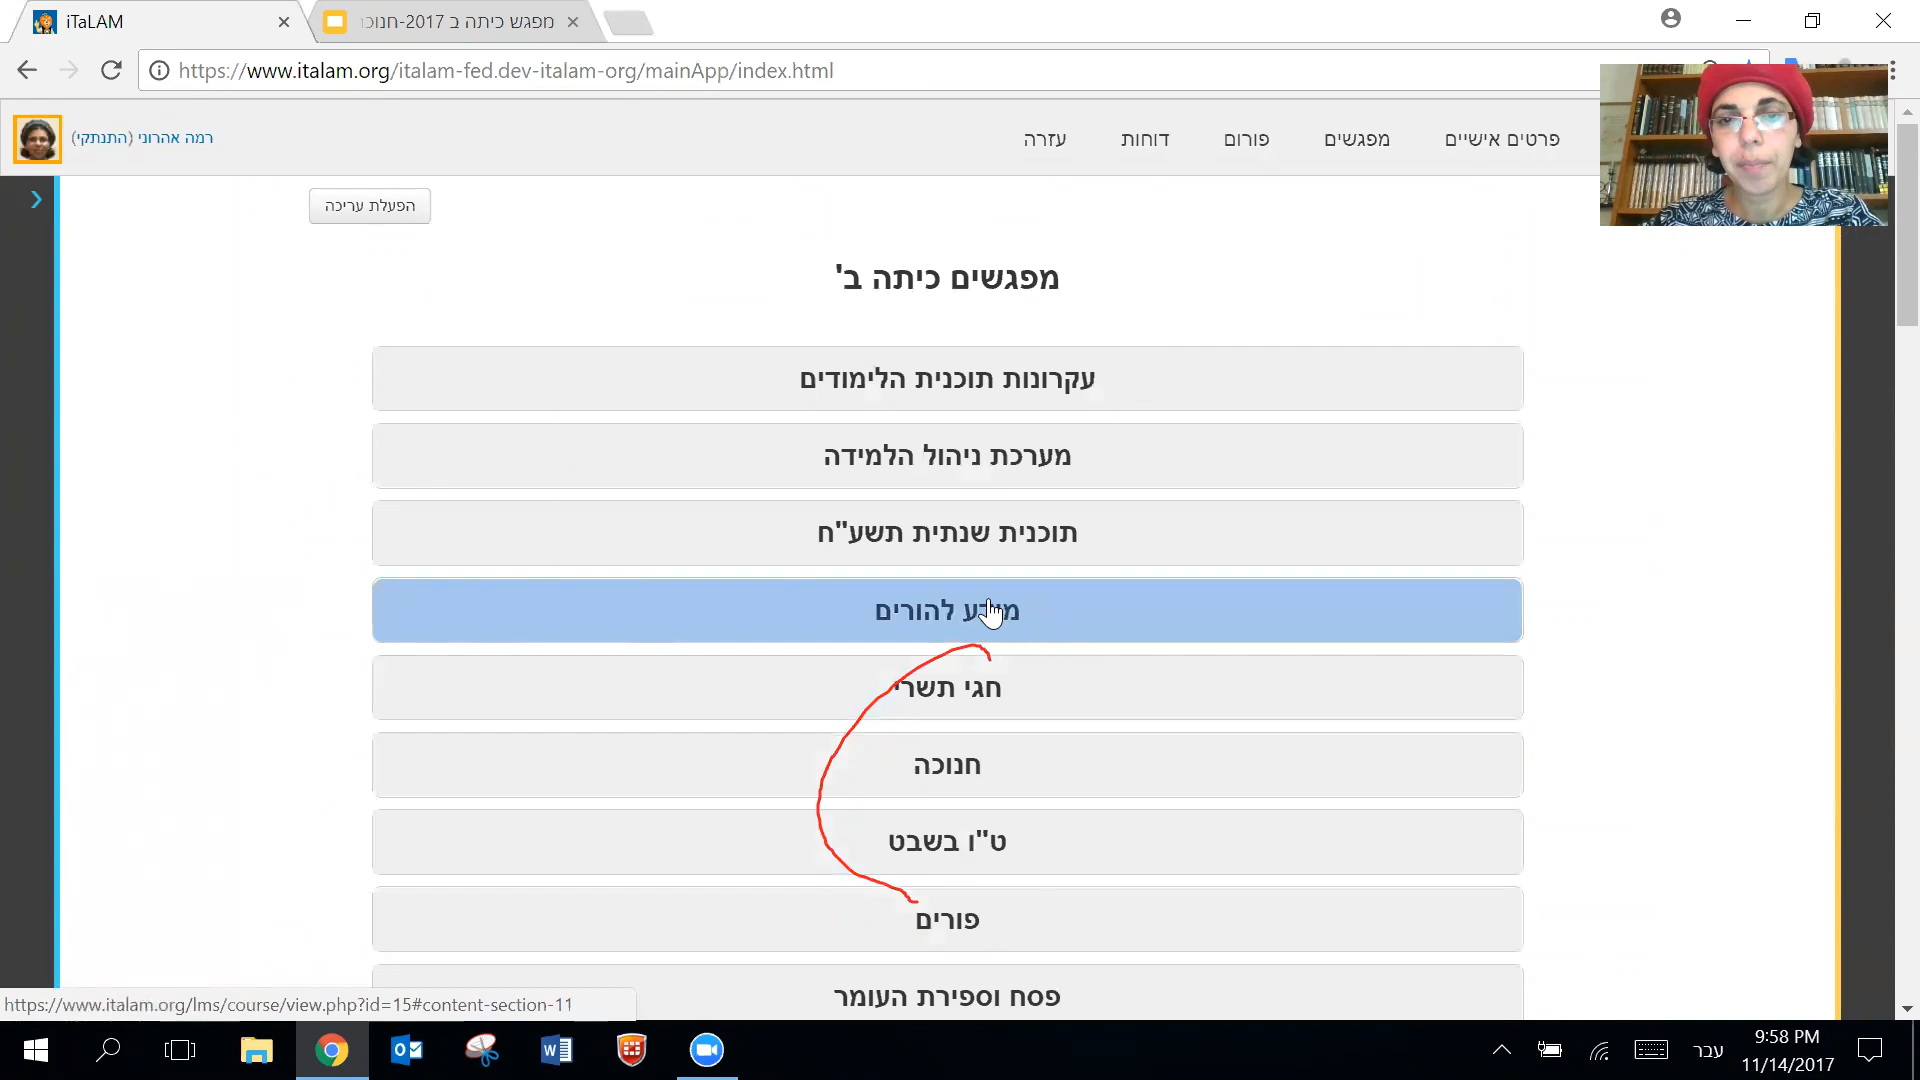 iTaLAM
מפגש כיתה ב 2017-חנוכ
https://www.italam.org/italam-fed.dev-italam-org/mainApp/index.html
רמה אהרוני (התנתקי)
פרטים אישיים
מפגשים
פורום
דוחות
עזרה
הפעלת עריכה
מפגשים כיתה ב'
עקרונות תוכנית הלימודים
מערכת ניהול הלמידה
תוכנית שנתית תשע"ח
להורים
חגי תשרי
חנוכה
ט"ו בשבט
פורים
פסח וספירת העומר
https://www.italam.org/lms/course/view.php?id=15#content-section-11
עבר
9:58 PM
11/14/2017